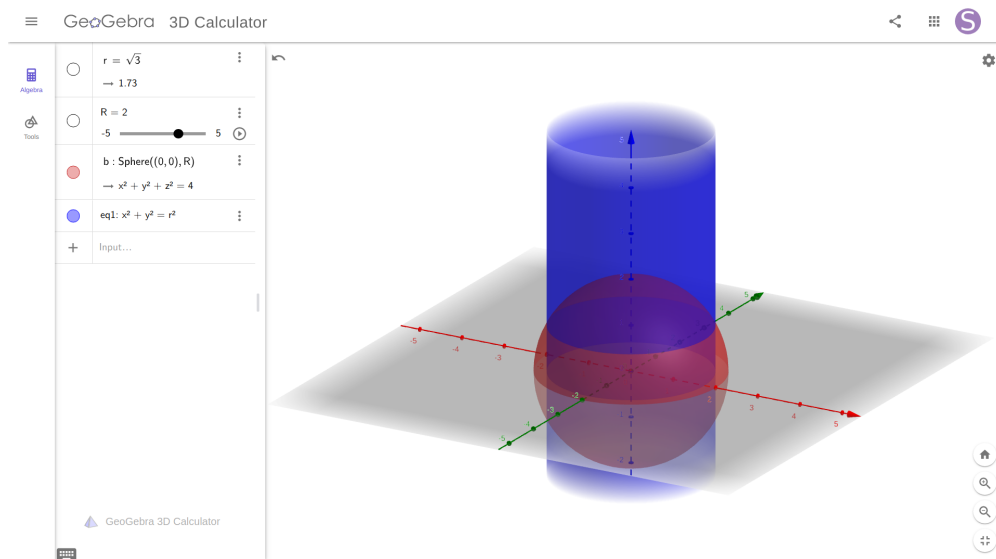 GeoGebra 3D Calculator
S
r = √3
→ 1.73
Algebra
R = 2
-5 5
Tools
b : Sphere((0, 0), R)
→ x² + y² + z² = 4
eq1: x² + y² = r²
+ Input...
5
5
4
-5
-4
-3
2
3
4
5
-2
-3
-4
-5
-1
-2
GeoGebra 3D Calculator